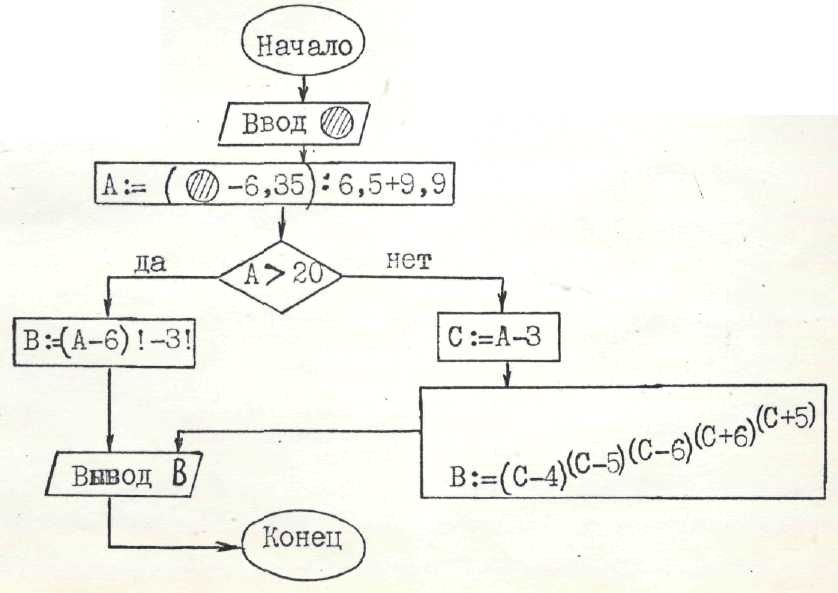 Начало
Ввод
A:= ( -6,35):6,5+9,9
A > 20
да
нет
B:=(A-6)!-3!
C:=A-3
B:=(C-4)^(C-5)^(C-6)^(C+6)^(C+5)
Вывод B
Конец